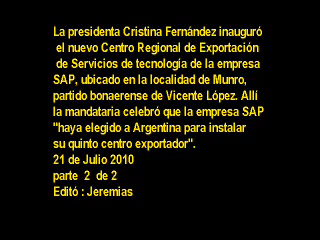 La presidenta Cristina Fernández inauguró
el nuevo Centro Regional de Exportación
de Servicios de tecnología de la empresa
SAP, ubicado en la localidad de Munro,
partido bonaerense de Vicente López. Allí
la mandataria celebró que la empresa SAP
"haya elegido a Argentina para instalar
su quinto centro exportador".
21 de Julio 2010
parte 2 de 2
Editó : Jeremias